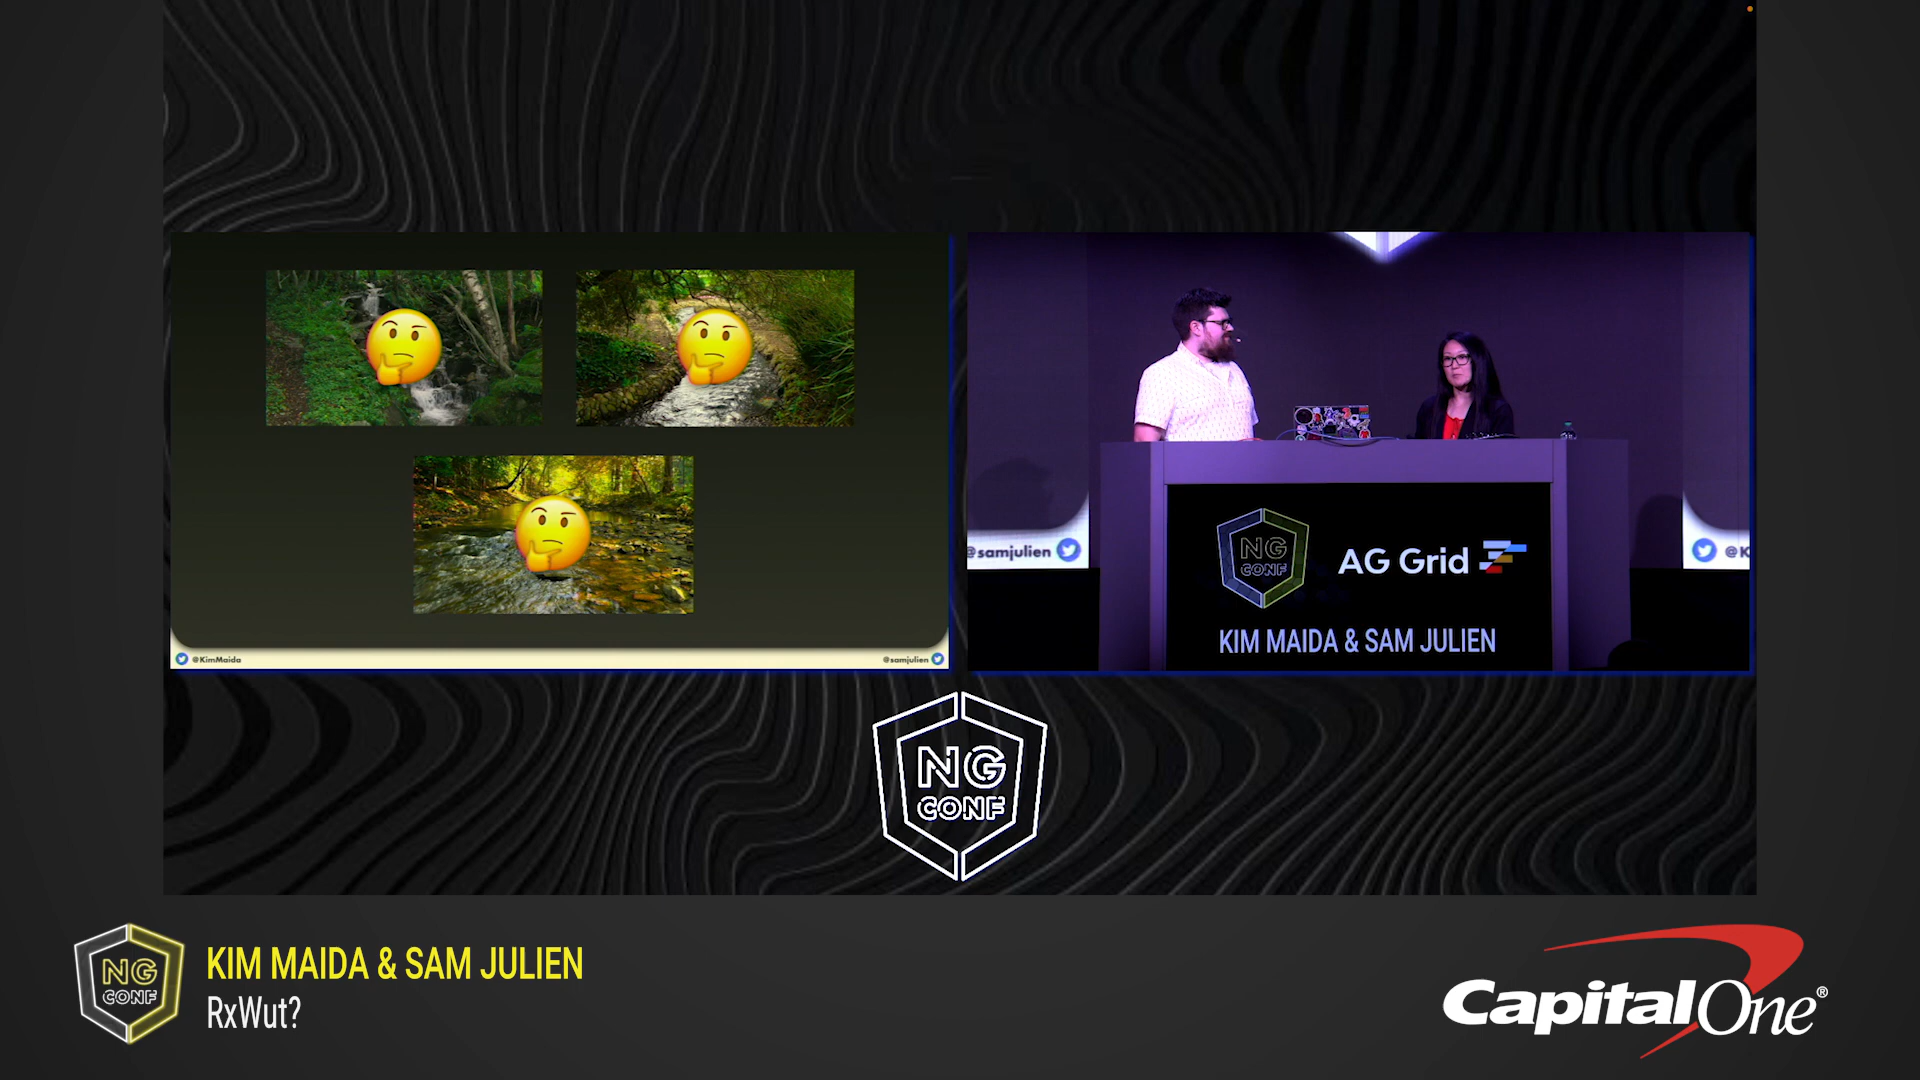 @KimMaida
@samjulien
@samjulien
@K
NG
CONF
AG Grid
KIM MAIDA & SAM JULIEN
NG
CONF
NG
CONF
KIM MAIDA & SAM JULIEN
RxWut?
CapitalOne®